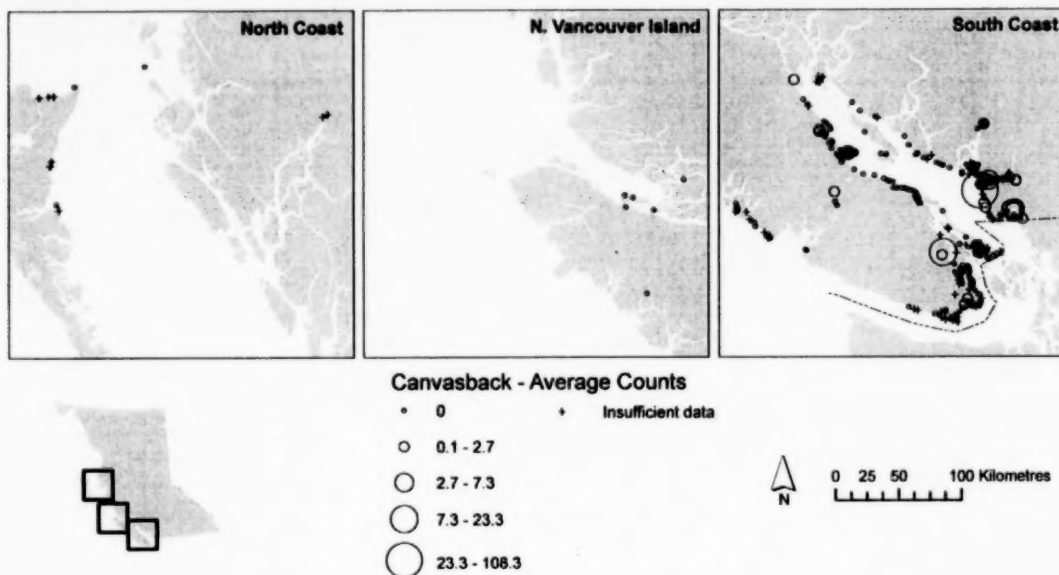 North Coast
N. Vancouver Island
South Coast
Canvasback - Average Counts
0
Insufficient data
0.1 - 2.7
2.7 - 7.3
7.3 - 23.3
23.3 - 108.3
N
0 25 50 100 Kilometres